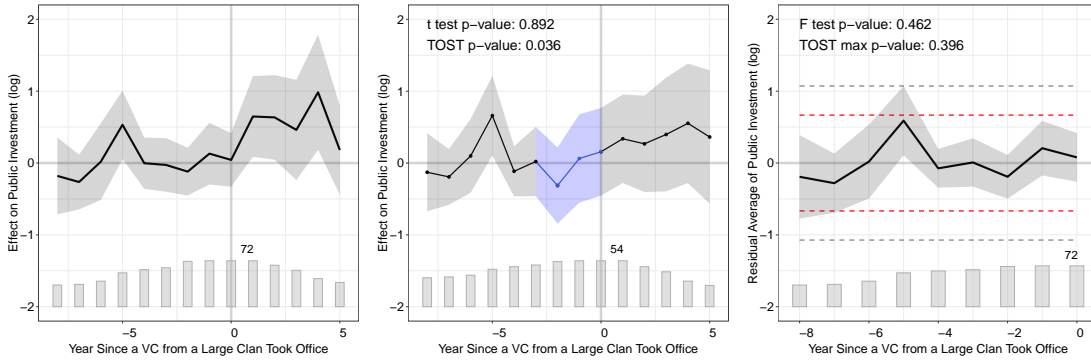 Effect on Public Investment (log)
2
1
0
−1
−2
72
−5
0
5
Year Since a VC from a Large Clan Took Office
Effect on Public Investment (log)
t test p−value: 0.892
TOST p−value: 0.036
2
1
0
−1
−2
54
−5
0
5
Year Since a VC from a Large Clan Took Office
Residual Average of Public Investment (log)
F test p−value: 0.462
TOST max p−value: 0.396
2
1
0
−1
−2
72
−8
−6
−4
−2
0
Year Since a VC from a Large Clan Took Office